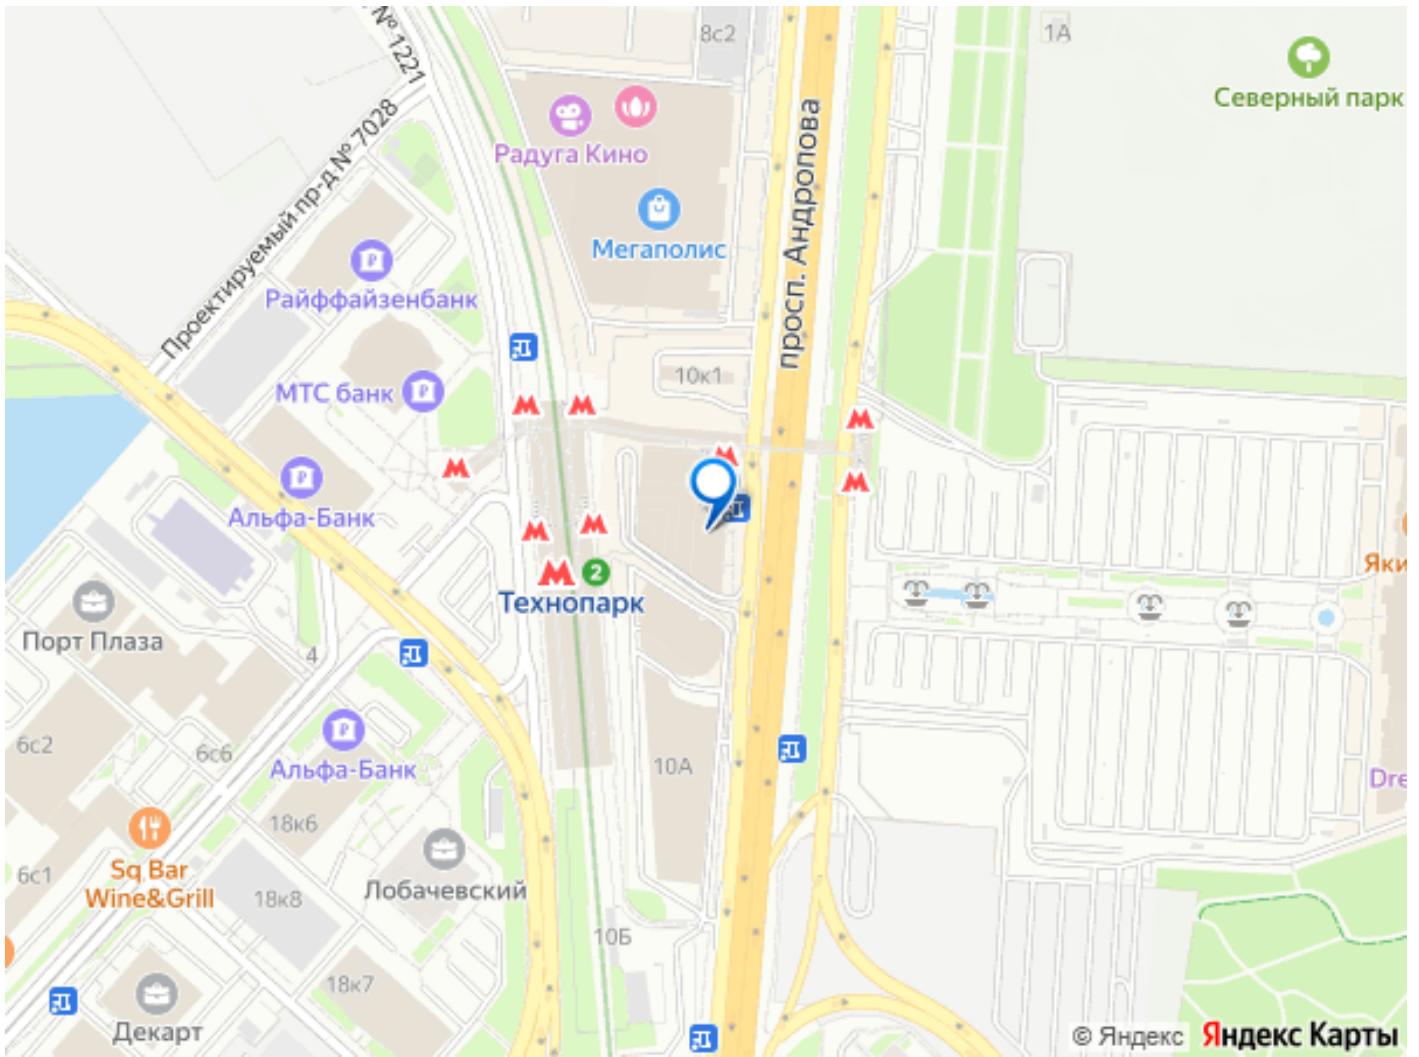 № 1221
8с2
1А
Северный парк
Проектируемый пр-д № 7028
Радуга Кино
просп. Андропова
Мегаполис
Райффайзенбанк
10к1
МТС банк
Альфа-Банк
2
Технопарк
Яки
Порт Плаза
4
6с2
6с6
Альфа-Банк
10А
Dre
18к6
Sq Bar
Wine&Grill
6с1
Лобачевский
18к8
10Б
18к7
Декарт
© Яндекс Яндекс Карты